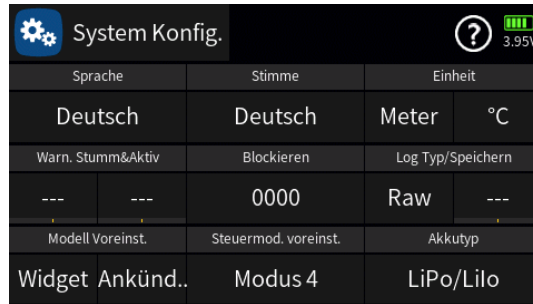 System Konfig.
?
3.95V
Sprache Stimme Einheit
Deutsch Deutsch Meter °C
Warn. Stumm&Aktiv Blockieren Log Typ/Speichern
--- --- 0000 Raw ---
Modell Voreinst. Steuermod. voreinst. Akkutyp
Widget Ankünd.. Modus 4 LiPo/LiIo